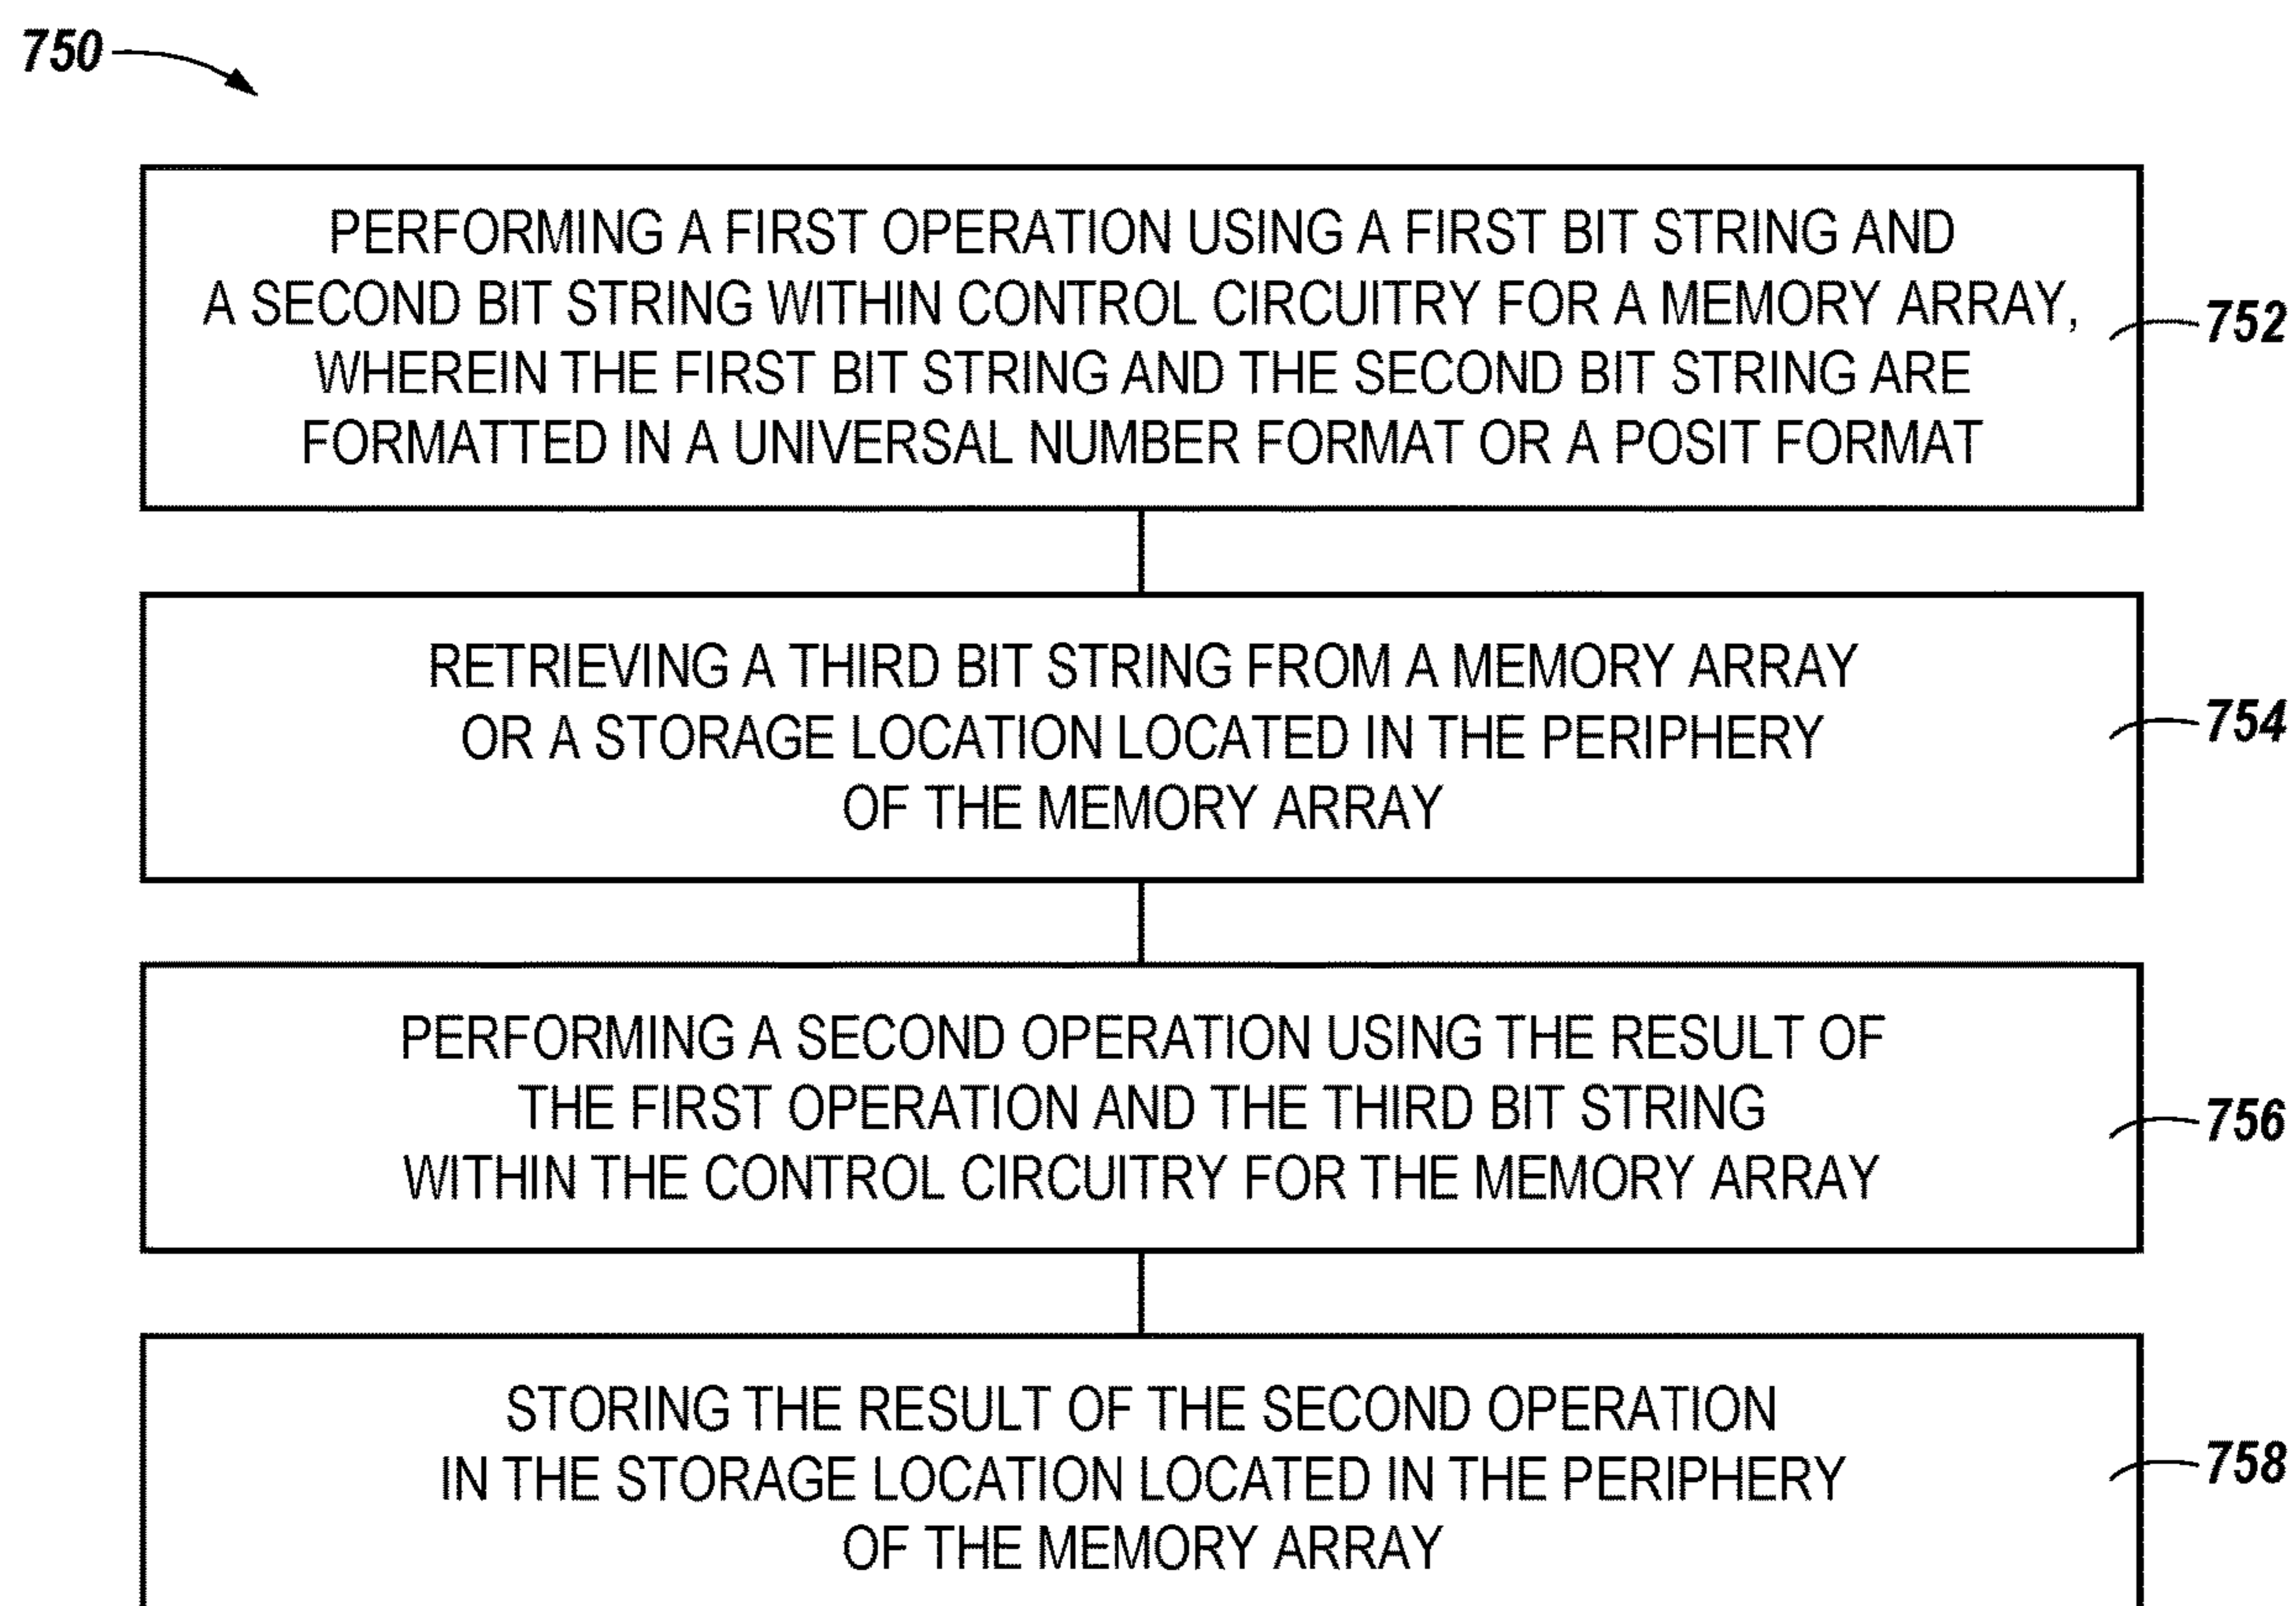 750
PERFORMING A FIRST OPERATION USING A FIRST BIT STRING AND
A SECOND BIT STRING WITHIN CONTROL CIRCUITRY FOR A MEMORY ARRAY,
WHEREIN THE FIRST BIT STRING AND THE SECOND BIT STRING ARE
FORMATTED IN A UNIVERSAL NUMBER FORMAT OR A POSIT FORMAT
752
RETRIEVING A THIRD BIT STRING FROM A MEMORY ARRAY
OR A STORAGE LOCATION LOCATED IN THE PERIPHERY
OF THE MEMORY ARRAY
754
PERFORMING A SECOND OPERATION USING THE RESULT OF
THE FIRST OPERATION AND THE THIRD BIT STRING
WITHIN THE CONTROL CIRCUITRY FOR THE MEMORY ARRAY
756
STORING THE RESULT OF THE SECOND OPERATION
IN THE STORAGE LOCATION LOCATED IN THE PERIPHERY
OF THE MEMORY ARRAY
758